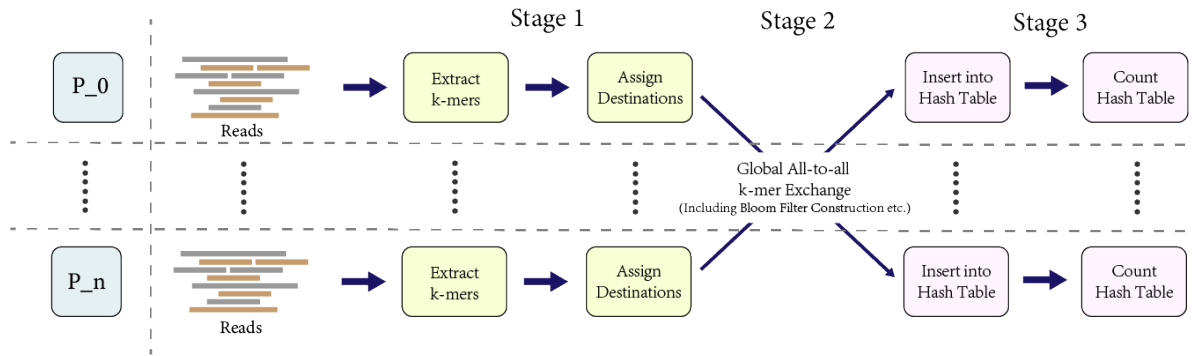 Stage 1
Stage 2
Stage 3
P_0
Reads
Extract
k-mers
Assign
Destinations
Insert into
Hash Table
Count
Hash Table
Global All-to-all
k-mer Exchange
(Including Bloom Filter Construction etc.)
P_n
Reads
Extract
k-mers
Assign
Destinations
Insert into
Hash Table
Count
Hash Table